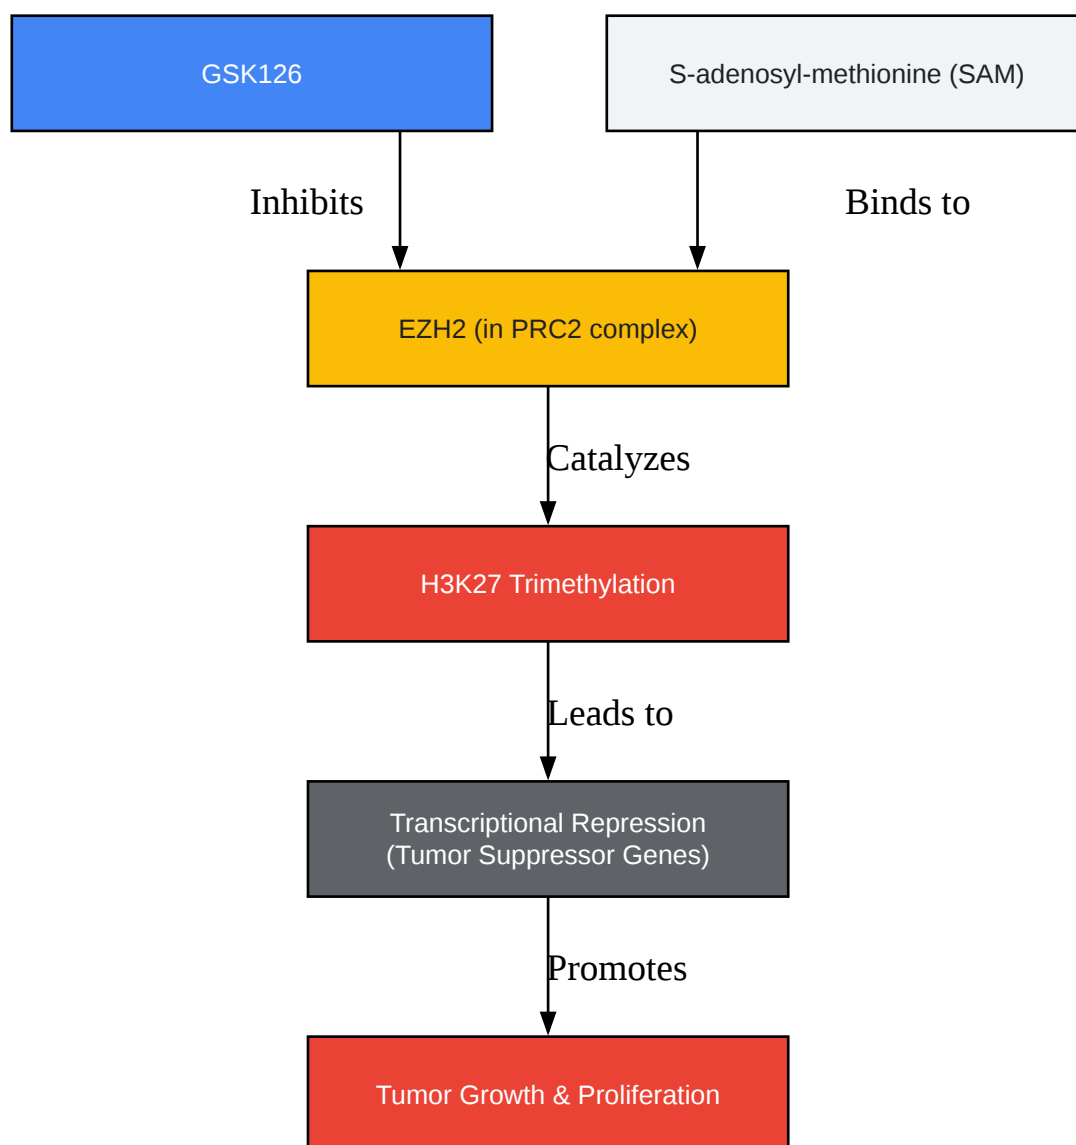 GSK126
S-adenosyl-methionine (SAM)
Inhibits
Binds to
EZH2 (in PRC2 complex)
Catalyzes
H3K27 Trimethylation
Leads to
Transcriptional Repression
(Tumor Suppressor Genes)
Promotes
Tumor Growth & Proliferation